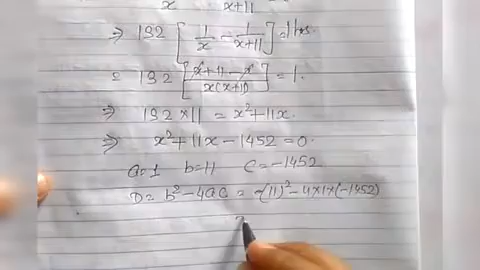 x x+11
⇒ 132 [ 1/x - 1/x+11 ] = 1 hrs.
= 132 [ x+11-x / x(x+11) ] = 1.
⇒ 132 × 11 = x² + 11x.
⇒ x² + 11x - 1452 = 0.
a=1 b=11 c=-1452
D = b² - 4ac = (11)² - 4×1×(-1452)